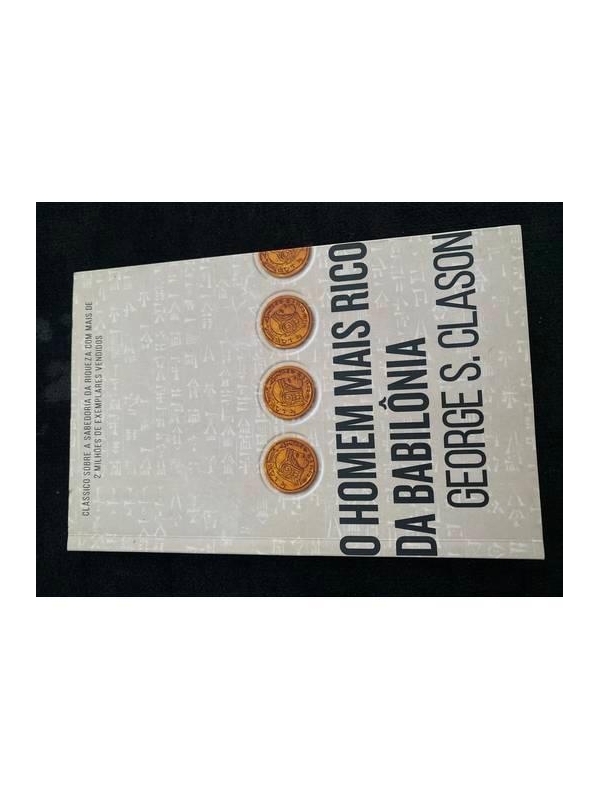 CLÁSSICO SOBRE A SABEDORIA DA RIQUEZA COM MAIS DE
2 MILHÕES DE EXEMPLARES VENDIDOS
O HOMEM MAIS RICO
DA BABILÔNIA
GEORGE S. CLASON